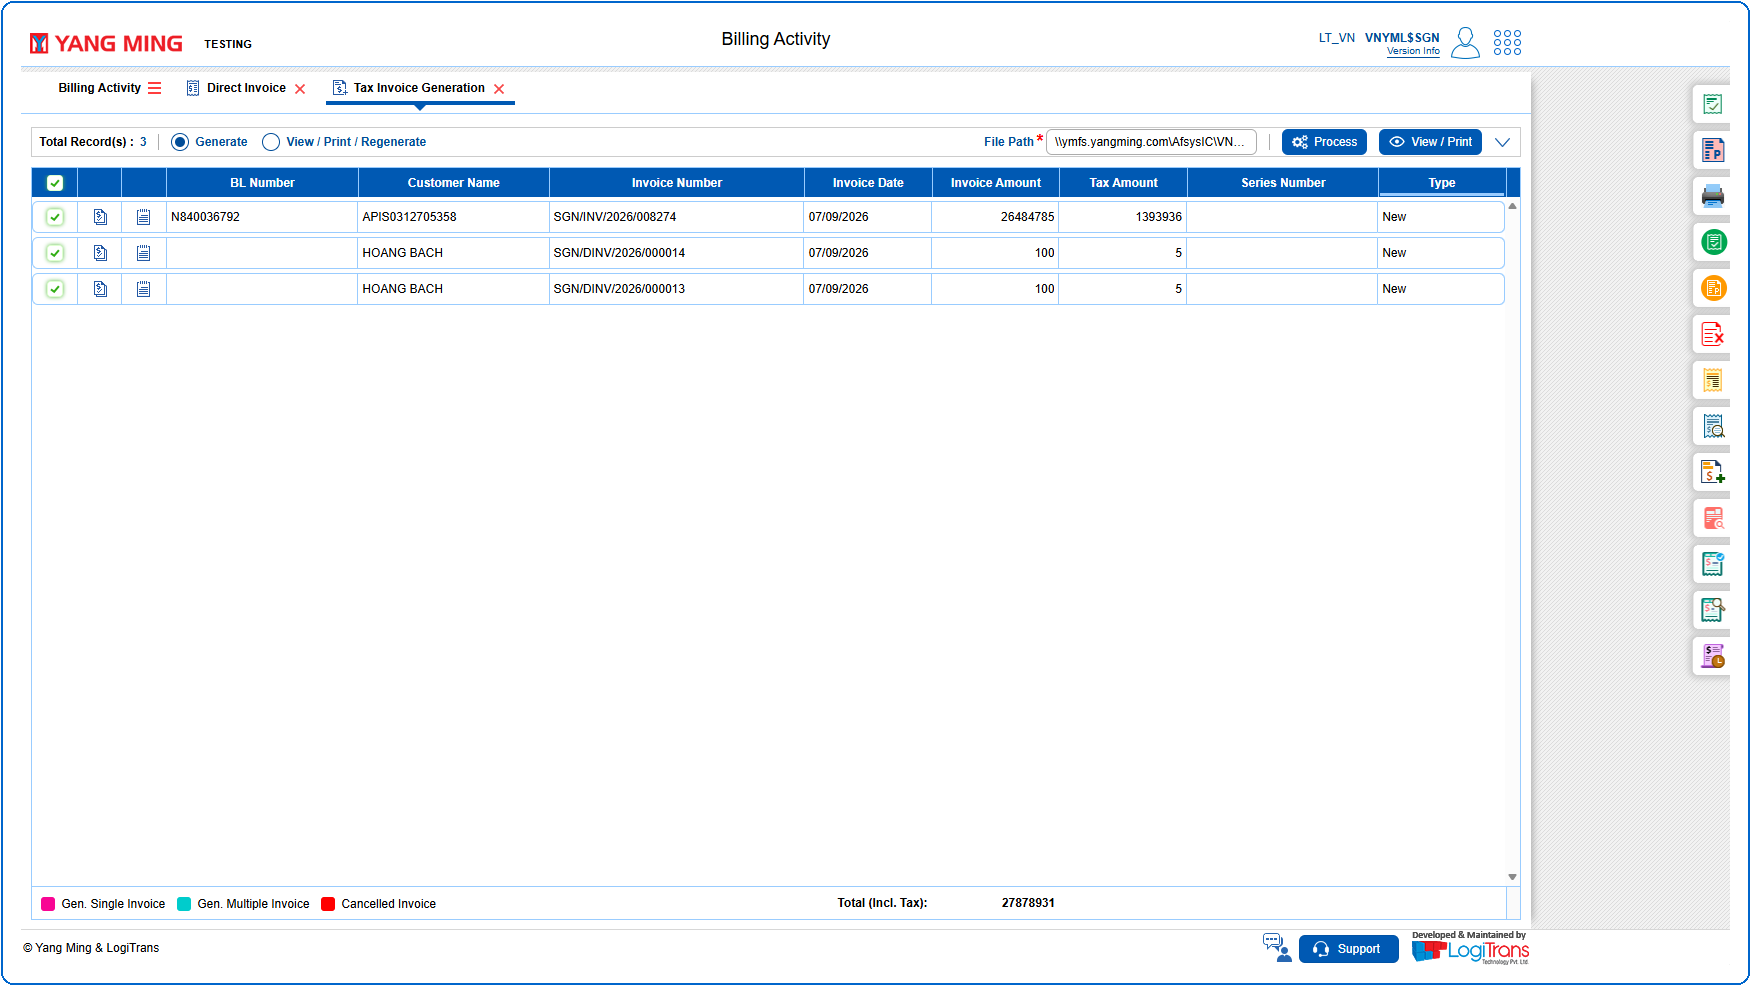 YANG MING TESTING Billing Activity LT_VN VNYML$SGN
Version Info
Billing Activity Direct Invoice Tax Invoice Generation
Total Record(s) : 3 Generate View / Print / Regenerate File Path* \\ymfs.yangming.com\AfsysIC\VN... Process View / Print
BL Number Customer Name Invoice Number Invoice Date Invoice Amount Tax Amount Series Number Type
N840036792 APIS0312705358 SGN/INV/2026/008274 07/09/2026 26484785 1393936 New
HOANG BACH SGN/DINV/2026/000014 07/09/2026 100 5 New
HOANG BACH SGN/DINV/2026/000013 07/09/2026 100 5 New
Gen. Single Invoice Gen. Multiple Invoice Cancelled Invoice Total (Incl. Tax): 27878931
© Yang Ming & LogiTrans Support
Developed & Maintained by
LogiTrans
Technology Pvt. Ltd.